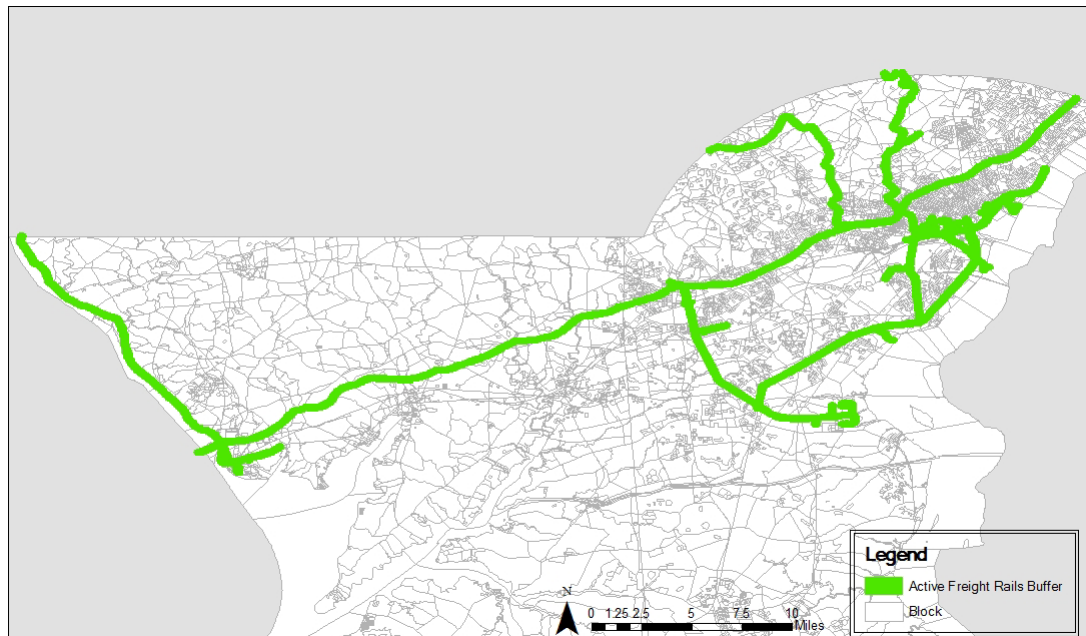 Legend
Active Freight Rails Buffer
Block
N
0 1.25 2.5 5 7.5 10
Miles